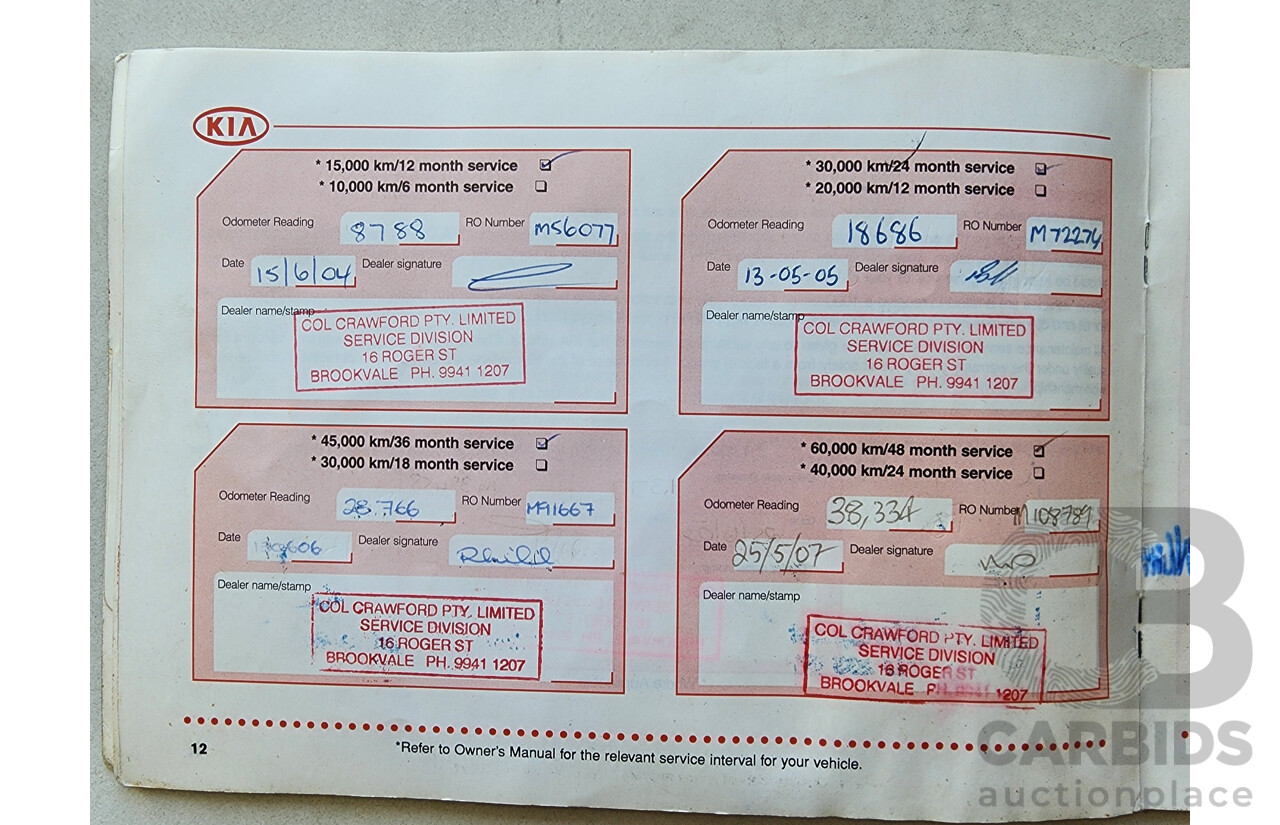 KIA
* 15,000 km/12 month service
* 10,000 km/6 month service
Odometer Reading 8788 RO Number M56077
Date 15/6/04 Dealer signature
Dealer name/stamp
COL CRAWFORD PTY. LIMITED
SERVICE DIVISION
16 ROGER ST
BROOKVALE PH. 9941 1207
* 30,000 km/24 month service
* 20,000 km/12 month service
Odometer Reading 18686 RO Number M72274
Date 13-05-05 Dealer signature
Dealer name/stamp
COL CRAWFORD PTY. LIMITED
SERVICE DIVISION
16 ROGER ST
BROOKVALE PH. 9941 1207
* 45,000 km/36 month service
* 30,000 km/18 month service
Odometer Reading 28.766 RO Number M91667
Date Dealer signature
Dealer name/stamp
COL CRAWFORD PTY. LIMITED
SERVICE DIVISION
16 ROGER ST
BROOKVALE PH. 9941 1207
* 60,000 km/48 month service
* 40,000 km/24 month service
Odometer Reading 38,334 RO Number M108789
Date 25/5/07 Dealer signature
Dealer name/stamp
COL CRAWFORD PTY. LIMITED
SERVICE DIVISION
16 ROGER ST
BROOKVALE PH. 9941 1207
12
*Refer to Owner's Manual for the relevant service interval for your vehicle.
CARBIDS
auctionplace